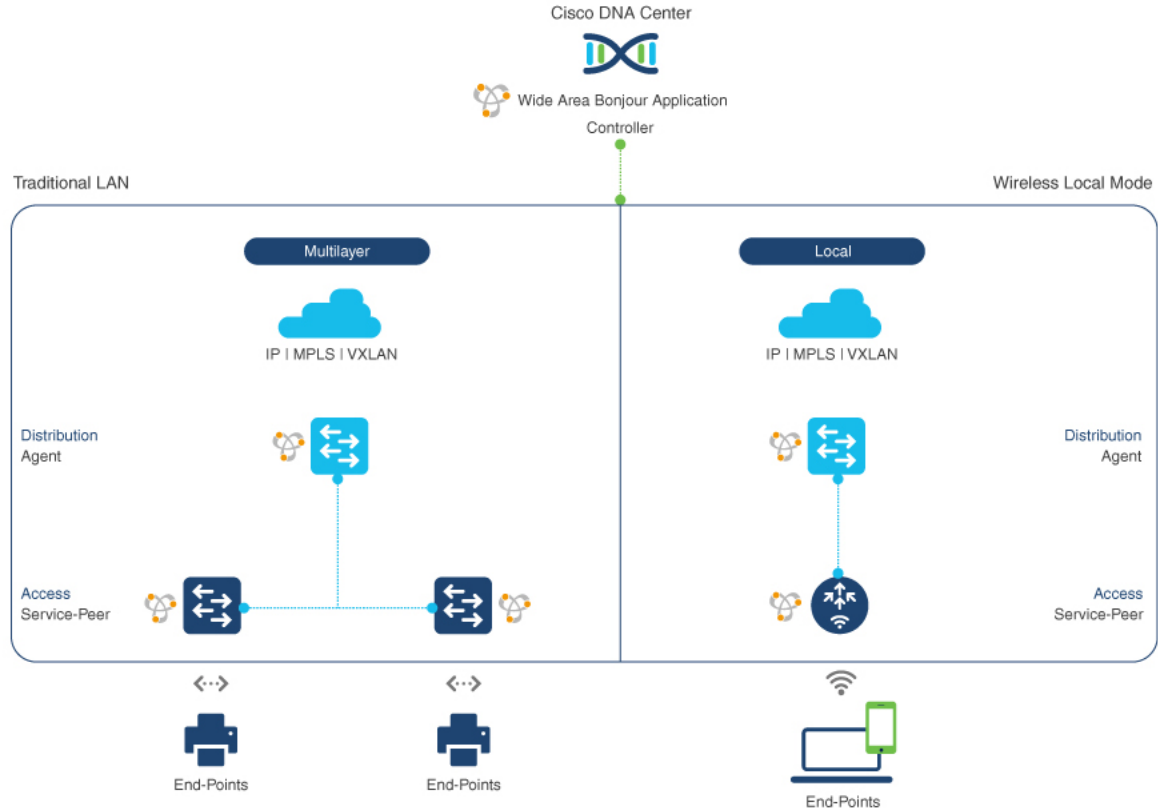 Cisco DNA Center
Wide Area Bonjour Application
Controller
Traditional LAN
Wireless Local Mode
Multilayer
Local
IP | MPLS | VXLAN
IP | MPLS | VXLAN
Distribution
Agent
Distribution
Agent
Access
Service-Peer
Access
Service-Peer
End-Points
End-Points
End-Points